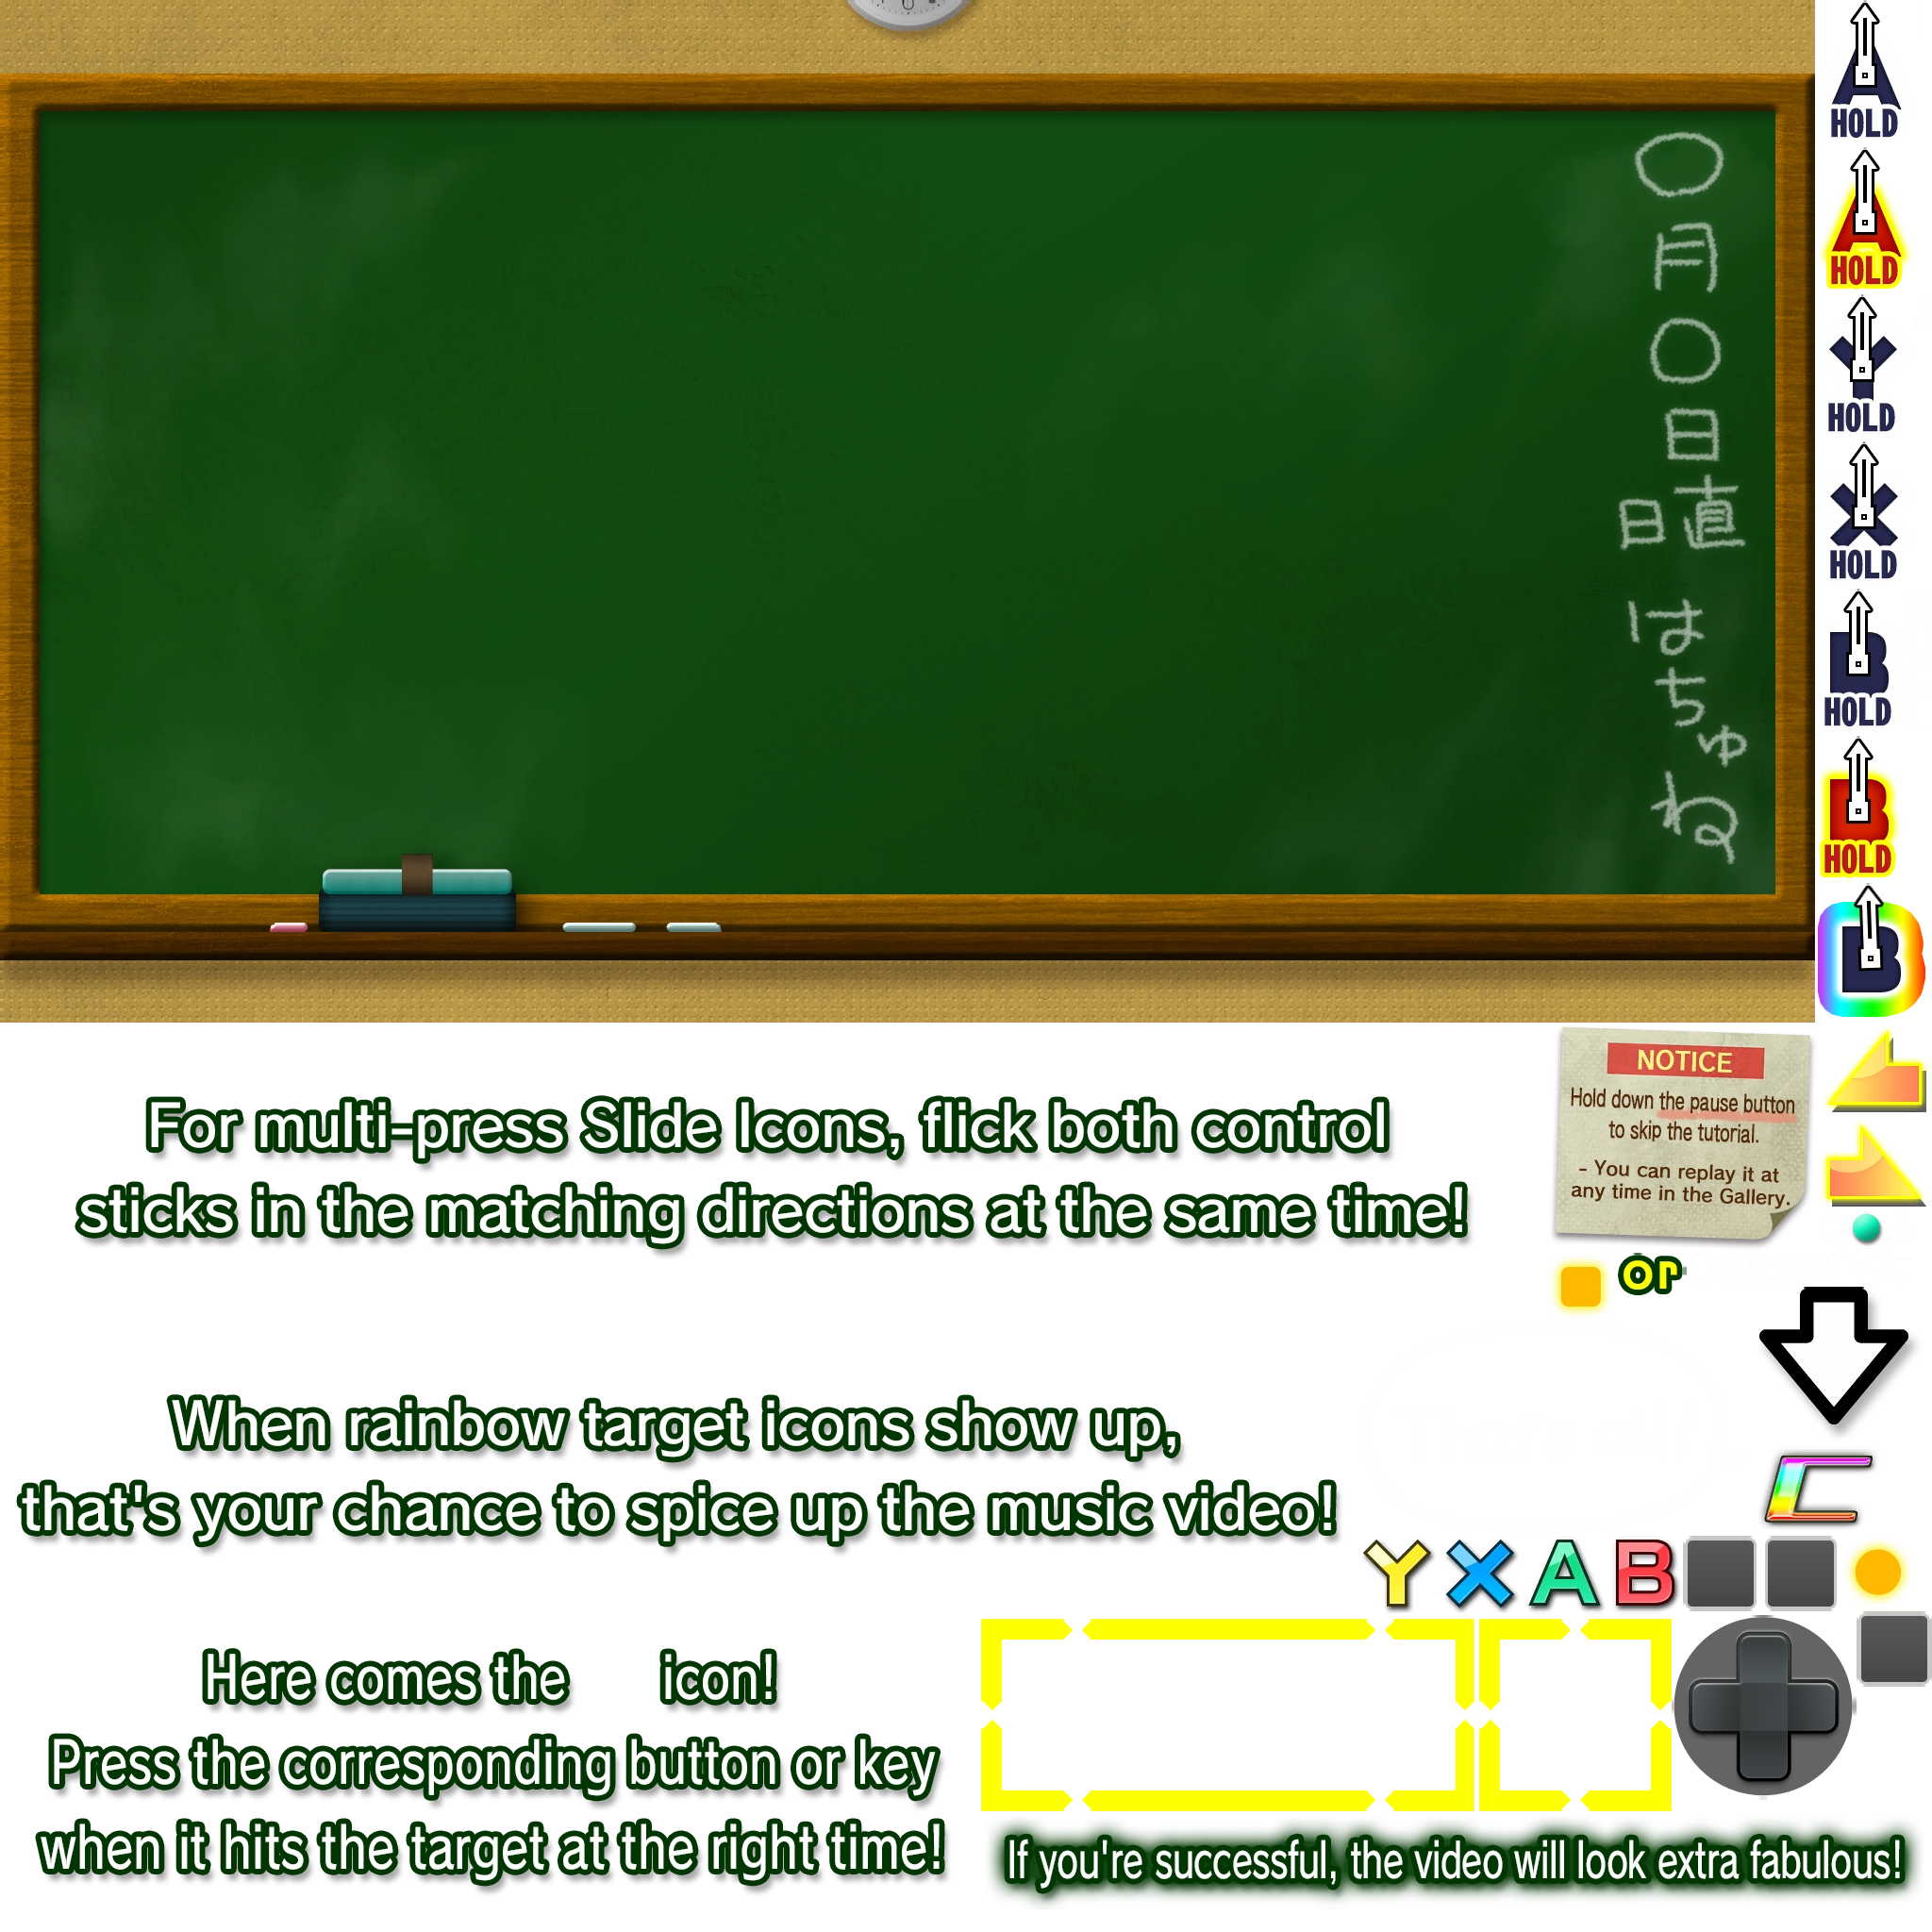 〇月〇日
日直
はちゅね
A
HOLD
A
HOLD
Y
HOLD
X
HOLD
B
HOLD
B
HOLD
B
For multi-press Slide Icons, flick both control
sticks in the matching directions at the same time!
NOTICE
Hold down the pause button
to skip the tutorial.
- You can replay it at
any time in the Gallery.
or
When rainbow target icons show up,
that's your chance to spice up the music video!
Y X A B
Here comes the icon!
Press the corresponding button or key
when it hits the target at the right time!
If you're successful, the video will look extra fabulous!